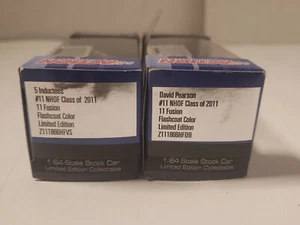 5 Inductees
#11 NHOF Class of 2011
11 Fusion
Flashcoat Color
Limited Edition
Z111866HFVS
1:64-Scale Stock Car
Limited Edition Collectable
David Pearson
#11 NHOF Class of 2011
11 Fusion
Flashcoat Color
Limited Edition
Z111866HFDR
1:64 Scale Stock Car
Limited Edition Collectable